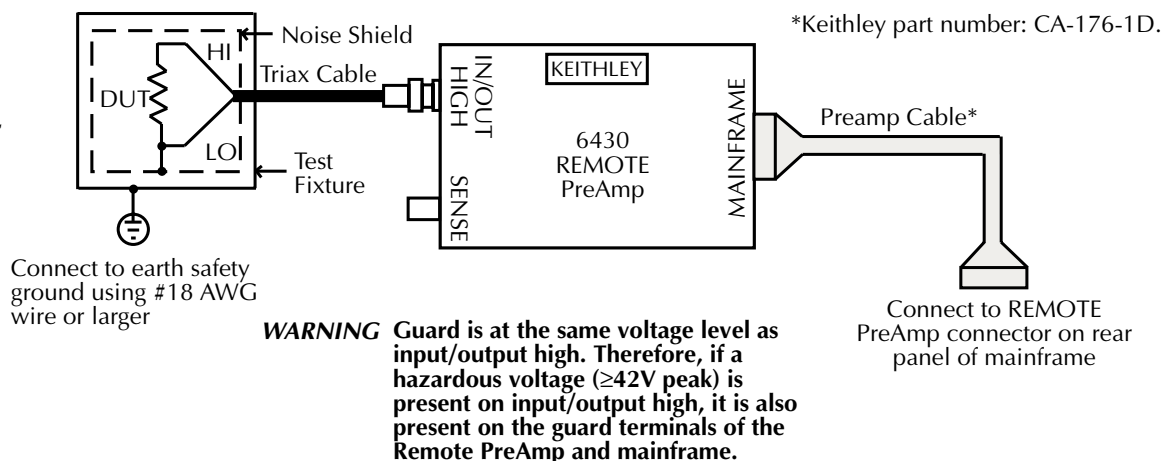 *Keithley part number: CA-176-1D.
Noise Shield
HI
Triax Cable
DUT
LO
Test
Fixture
IN/OUT
HIGH
SENSE
KEITHLEY
6430
REMOTE
PreAmp
MAINFRAME
Preamp Cable*
Connect to earth safety
ground using #18 AWG
wire or larger
Connect to REMOTE
PreAmp connector on rear
panel of mainframe
WARNING Guard is at the same voltage level as
input/output high. Therefore, if a
hazardous voltage (≥42V peak) is
present on input/output high, it is also
present on the guard terminals of the
Remote PreAmp and mainframe.